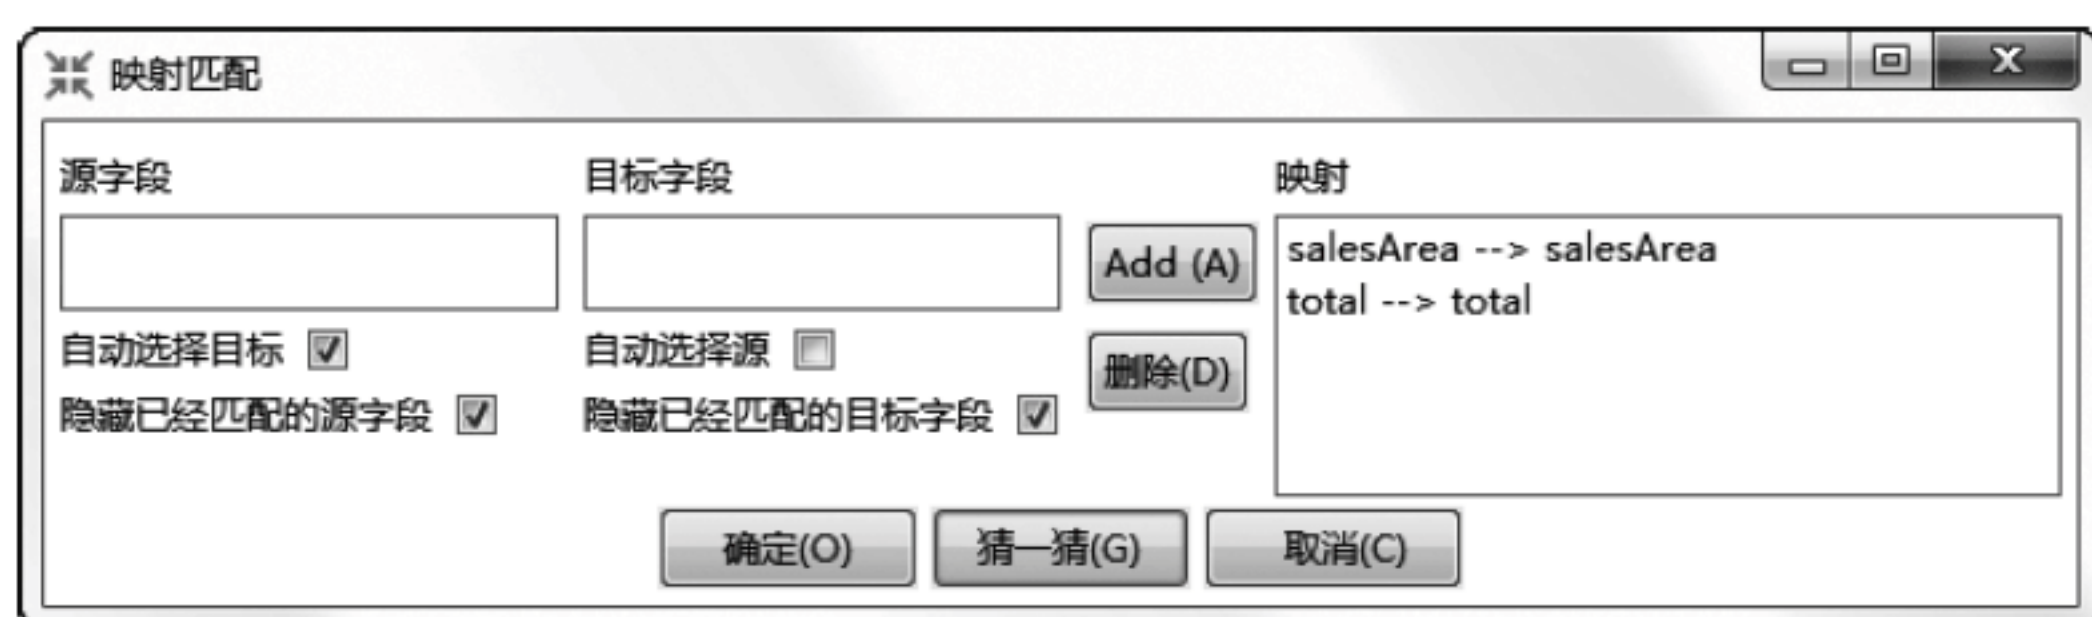 映射匹配
源字段
目标字段
映射
salesArea --> salesArea
total --> total
Add (A)
删除(D)
自动选择目标
自动选择源
隐藏已经匹配的源字段
隐藏已经匹配的目标字段
确定(O)
猜一猜(G)
取消(C)